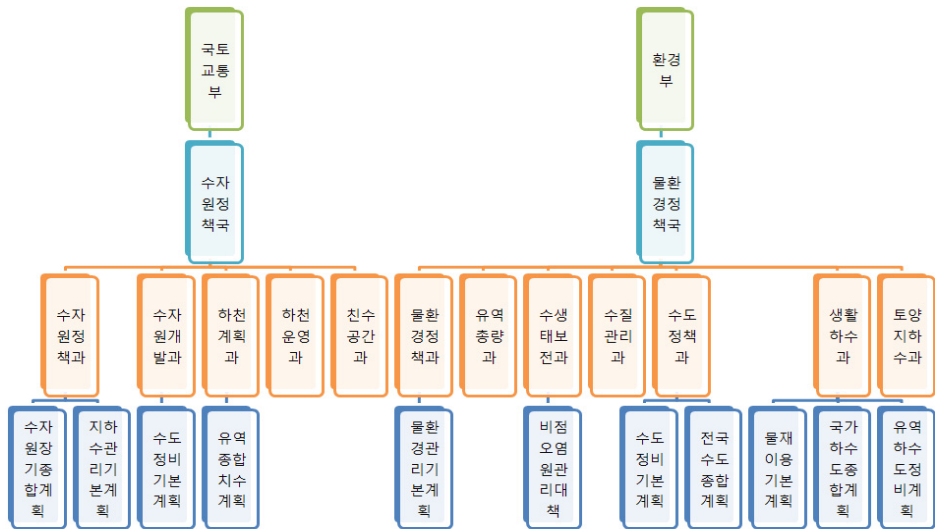 국토
교통
부
환경
부
수자
원정
책국
물환
경정
책국
수자
원정
책과
수자
원개
발과
하천
계획
과
하천
운영
과
친수
공간
과
물환
경정
책과
유역
총량
과
수생
태보
전과
수질
관리
과
수도
정책
과
생활
하수
과
토양
지하
수과
수자
원장
기종
합계
획
지하
수관
리기
본계
획
수도
정비
기본
계획
유역
종합
치수
계획
물환
경관
리기
본계
획
비점
오염
원관
리대
책
수도
정비
기본
계획
전국
수도
종합
계획
물재
이용
기본
계획
국가
하수
도종
합계
획
유역
하수
도정
비계
획